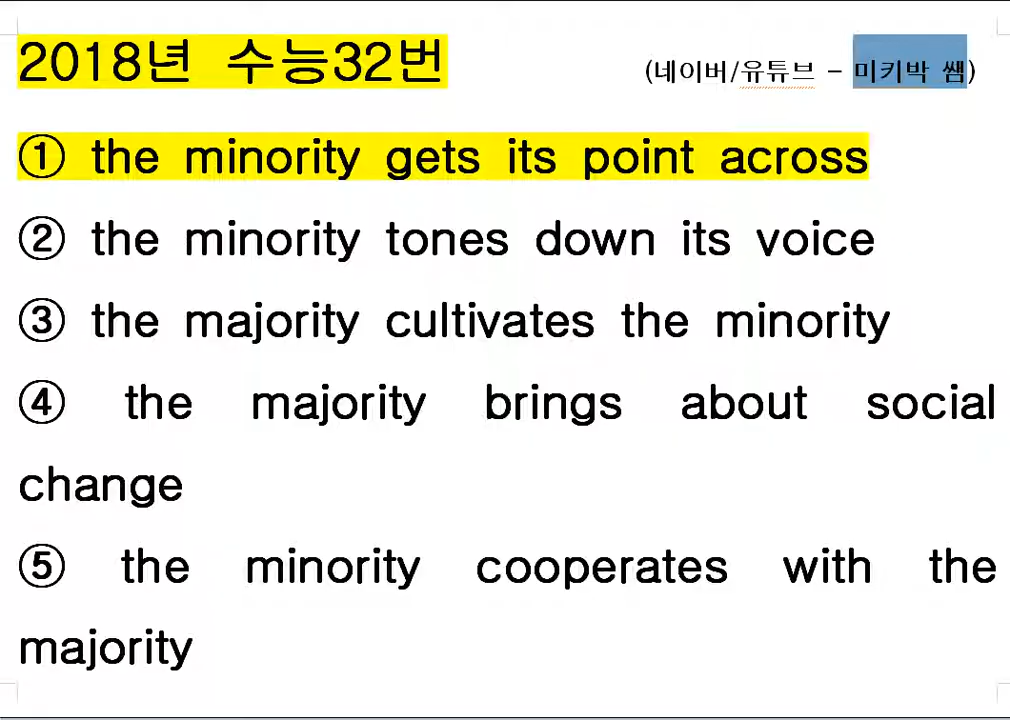 2018년 수능32번 (네이버/유튜브 - 미키박 쌤)
① the minority gets its point across
② the minority tones down its voice
③ the majority cultivates the minority
④ the majority brings about social
change
⑤ the minority cooperates with the
majority